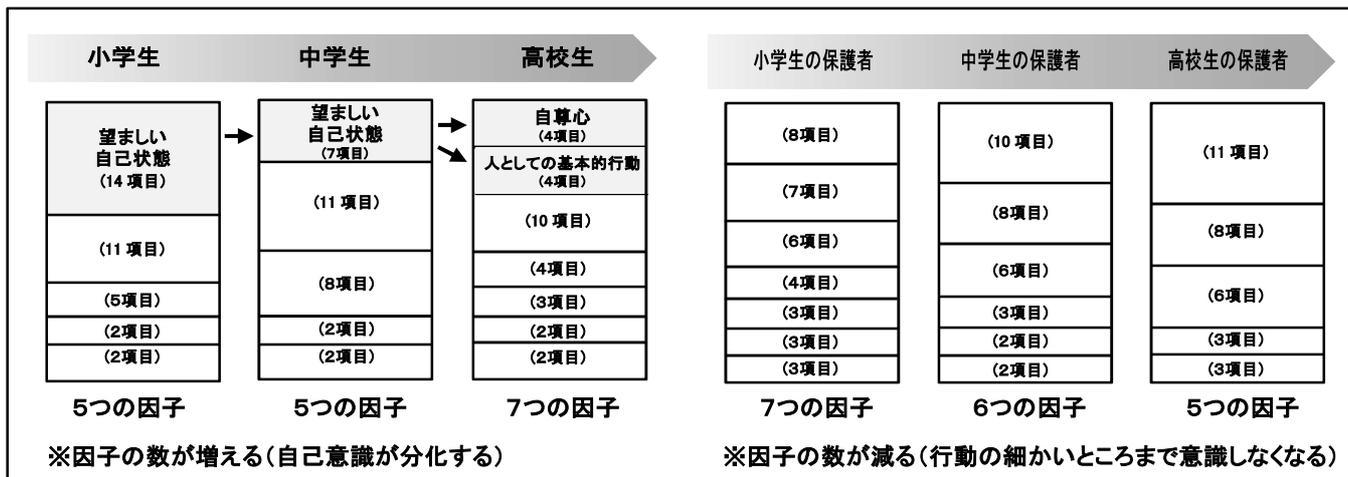 小学生
中学生
高校生
望ましい
自己状態
(14 項目)
(11 項目)
(5項目)
(2項目)
(2項目)
5つの因子
望ましい
自己状態
(7項目)
(11 項目)
(8項目)
(2項目)
(2項目)
5つの因子
自尊心
(4項目)
人としての基本的行動
(4項目)
(10 項目)
(4項目)
(3項目)
(2項目)
(2項目)
7つの因子
※因子の数が増える(自己意識が分化する)
小学生の保護者
中学生の保護者
高校生の保護者
(8項目)
(7項目)
(6項目)
(4項目)
(3項目)
(3項目)
(3項目)
7つの因子
(10 項目)
(8項目)
(6項目)
(3項目)
(2項目)
(2項目)
6つの因子
(11 項目)
(8項目)
(6項目)
(3項目)
(3項目)
5つの因子
※因子の数が減る(行動の細かいところまで意識しなくなる)